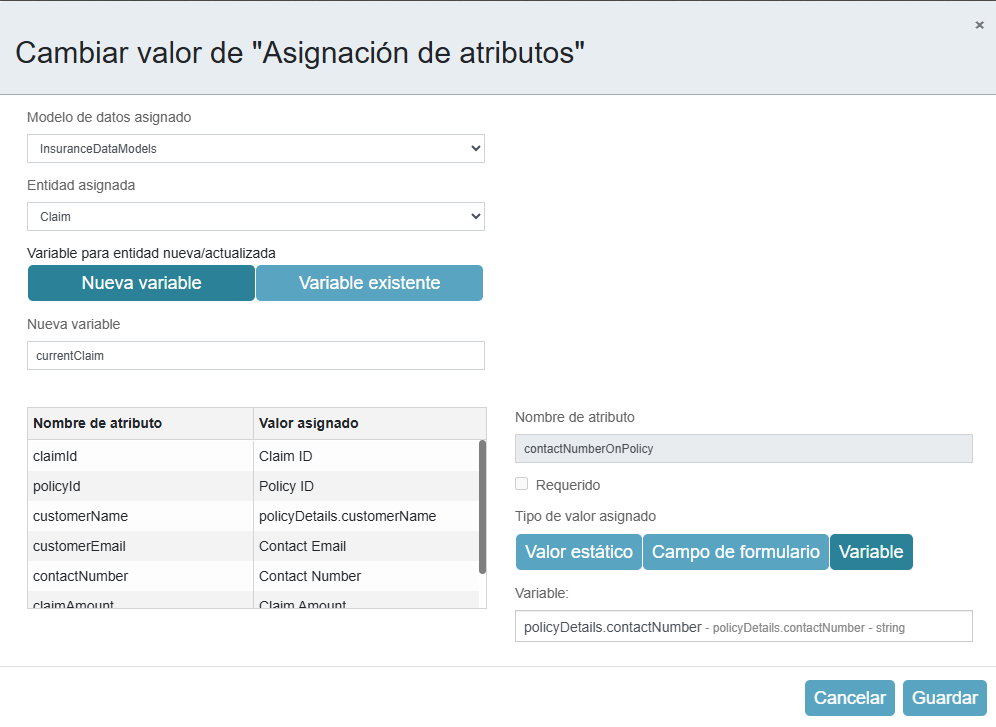 ×
Cambiar valor de "Asignación de atributos"
Modelo de datos asignado
InsuranceDataModels
Entidad asignada
Claim
Variable para entidad nueva/actualizada
Nueva variable Variable existente
Nueva variable
currentClaim
Nombre de atributo Valor asignado
claimId Claim ID
policyId Policy ID
customerName policyDetails.customerName
customerEmail Contact Email
contactNumber Contact Number
claimAmount Claim Amount
Nombre de atributo
contactNumberOnPolicy
Requerido
Tipo de valor asignado
Valor estático Campo de formulario Variable
Variable:
policyDetails.contactNumber - policyDetails.contactNumber - string
Cancelar Guardar